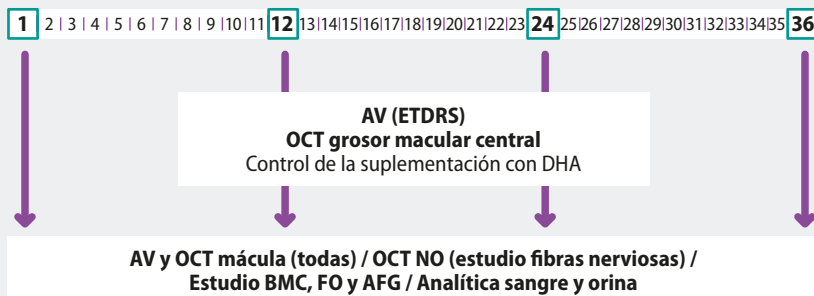 1 2 | 3 | 4 | 5 | 6 | 7 | 8 | 9 |10|11 12 13|14|15|16|17|18|19|20|21|22|23 24 25|26|27|28|29|30|31|32|33|34|35 36
AV (ETDRS)
OCT grosor macular central
Control de la suplementación con DHA
AV y OCT mácula (todas) / OCT NO (estudio fibras nerviosas) /
Estudio BMC, FO y AFG / Analítica sangre y orina